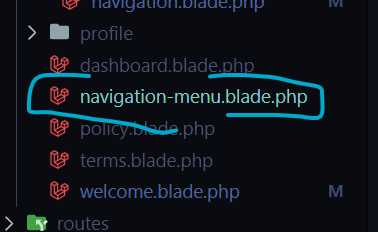 navigation.blade.php M
profile
dashboard.blade.php
navigation-menu.blade.php
policy.blade.php
terms.blade.php
welcome.blade.php M
routes